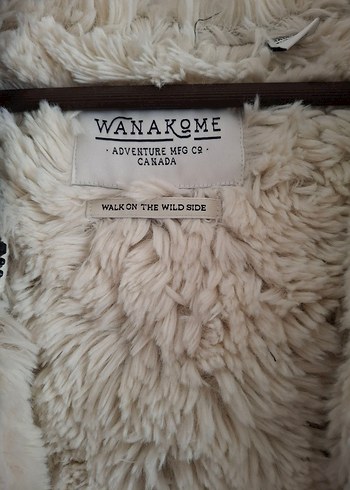 WANAKOME
· ADVENTURE MFG CO ·
CANADA
WALK ON THE WILD SIDE